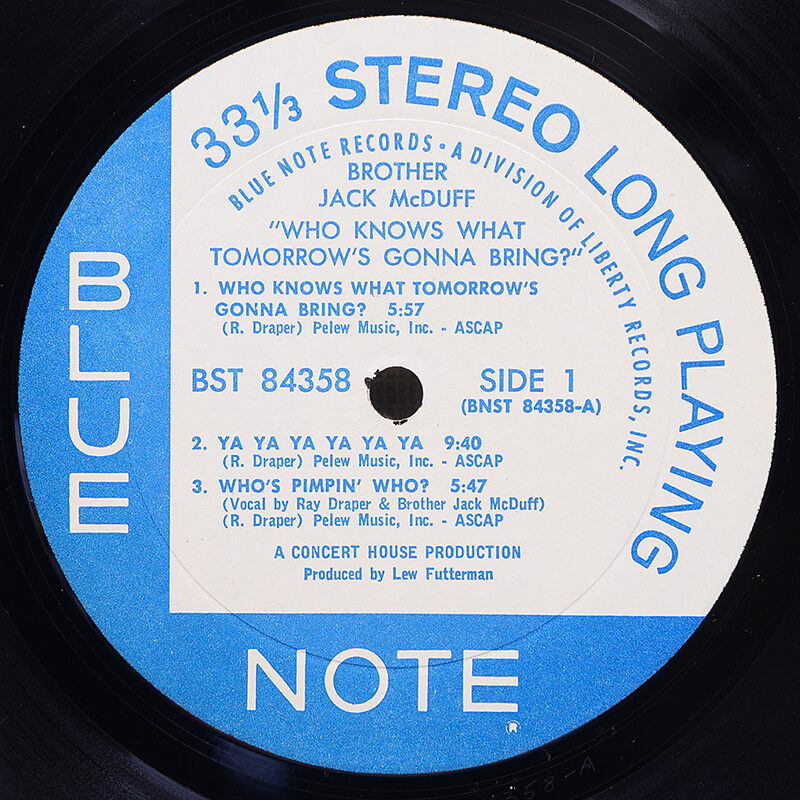 33⅓ STEREO LONG PLAYING
BLUE NOTE RECORDS • A DIVISION OF LIBERTY RECORDS, INC.
BROTHER
JACK McDUFF
"WHO KNOWS WHAT
TOMORROW'S GONNA BRING?"
1. WHO KNOWS WHAT TOMORROW'S
GONNA BRING? 5:57
(R. Draper) Pelew Music, Inc. - ASCAP
BST 84358
SIDE 1
(BNST 84358-A)
2. YA YA YA YA YA YA 9:40
(R. Draper) Pelew Music, Inc. - ASCAP
3. WHO'S PIMPIN' WHO? 5:47
(Vocal by Ray Draper & Brother Jack McDuff)
(R. Draper) Pelew Music, Inc. - ASCAP
A CONCERT HOUSE PRODUCTION
Produced by Lew Futterman
BLUE
NOTE
®
58-A